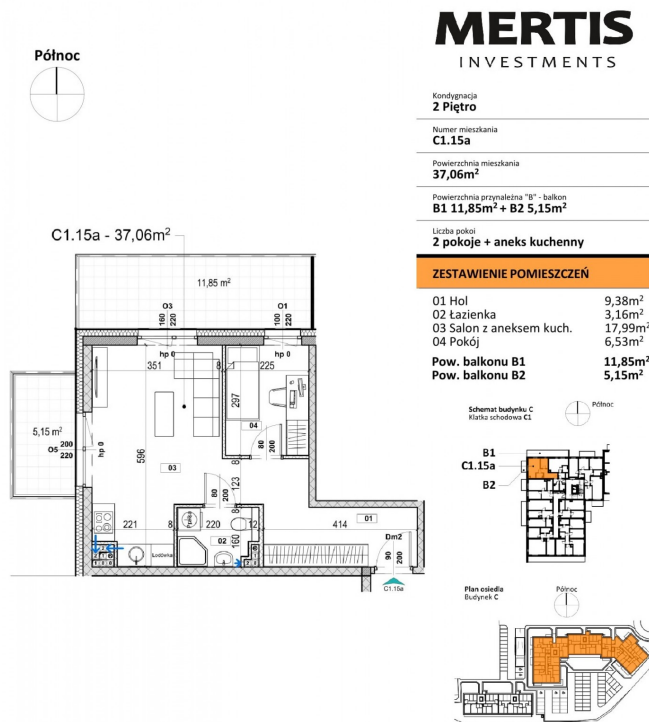 MERTIS
INVESTMENTS
Północ
Kondygnacja
2 Piętro
Numer mieszkania
C1.15a
Powierzchnia mieszkania
37,06m²
Powierzchnia przynależna "B" - balkon
B1 11,85m² + B2 5,15m²
Liczba pokoi
2 pokoje + aneks kuchenny
ZESTAWIENIE POMIESZCZEŃ
01 Hol 9,38m²
02 Łazienka 3,16m²
03 Salon z aneksem kuch. 17,99m²
04 Pokój 6,53m²
Pow. balkonu B1 11,85m²
Pow. balkonu B2 5,15m²
C1.15a - 37,06m²
11,85 m²
O3
160
220
O1
100
220
hp 0
hp 0
351
8
225
297
04
80
200
5,15 m²
O5
200
220
hp 0
596
03
8
123
8
80
200
221
8
220
12
414
01
Pralka
02
160
Dm2
90
200
Lodówka
C1.15a
Schemat budynku C
Klatka schodowa C1
Północ
B1
C1.15a
B2
Plan osiedla
Budynek C
Północ